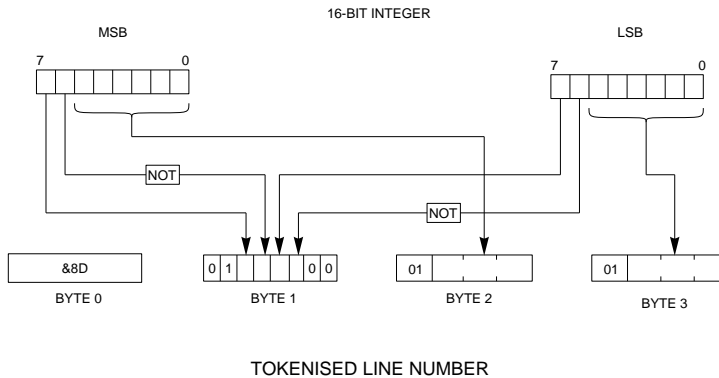 16-BIT INTEGER
MSB
LSB
7 0
7 0
NOT
NOT
&8D
0 1 0 0
01
01
BYTE 0
BYTE 1
BYTE 2
BYTE 3
TOKENISED LINE NUMBER